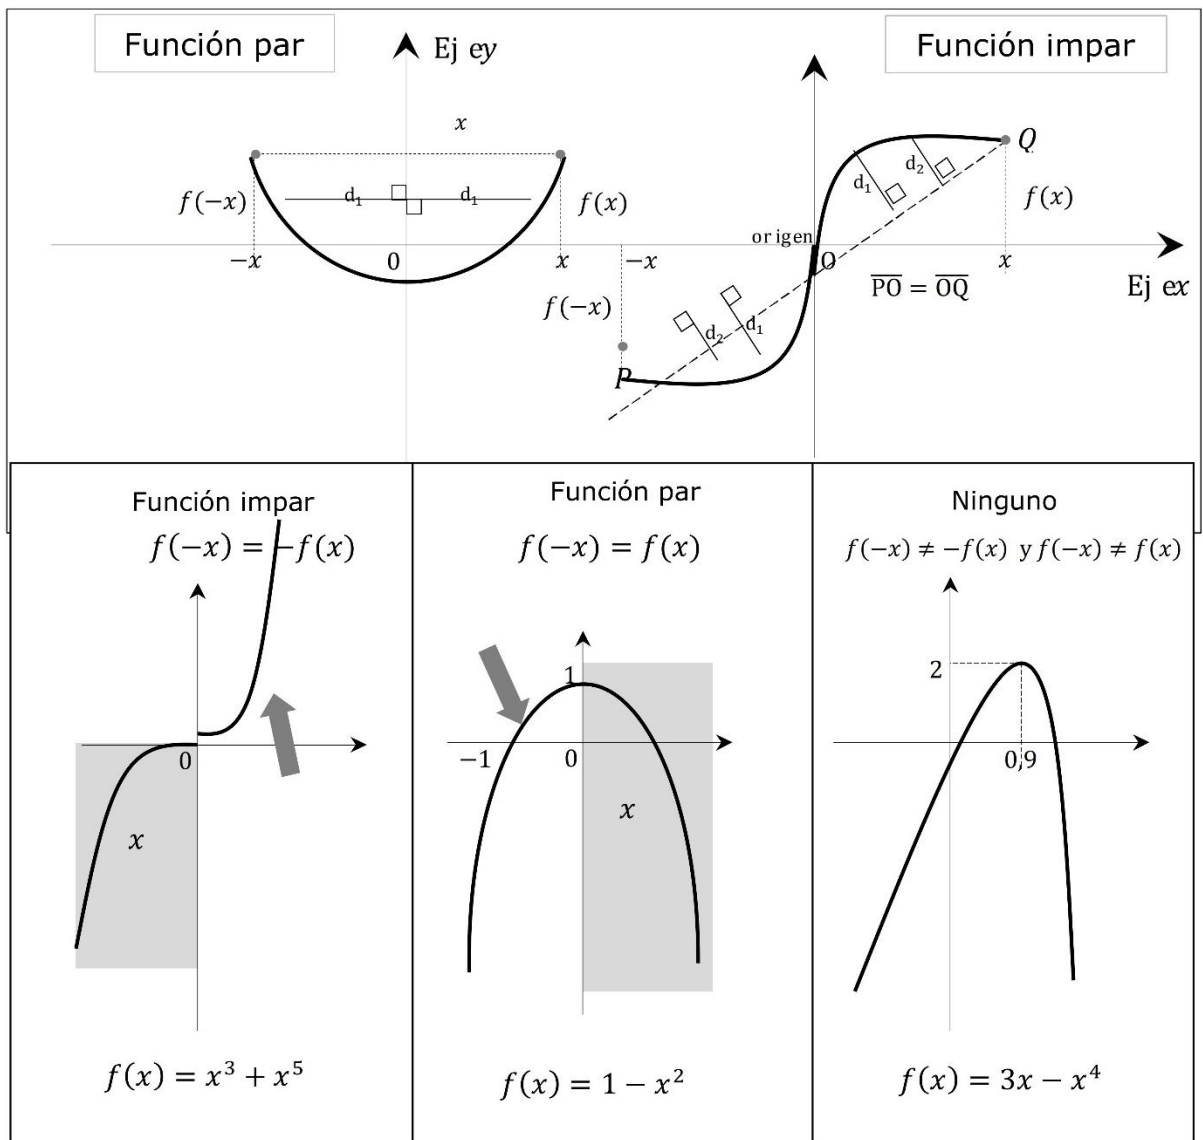 Función par
Ej ey
Función impar
x
Q
d₁
d₂
f(−x)
d₁
d₁
f(x)
f(x)
origen
−x
0
x
−x
O
x
P̅O̅ = O̅Q̅
Ej ex
f(−x)
d₂
d₁
P
Función impar
f(−x) = −f(x)
0
x
f(x) = x³ + x⁵
Función par
f(−x) = f(x)
1
−1
0
x
f(x) = 1 − x²
Ninguno
f(−x) ≠ −f(x) y f(−x) ≠ f(x)
2
0,9
f(x) = 3x − x⁴